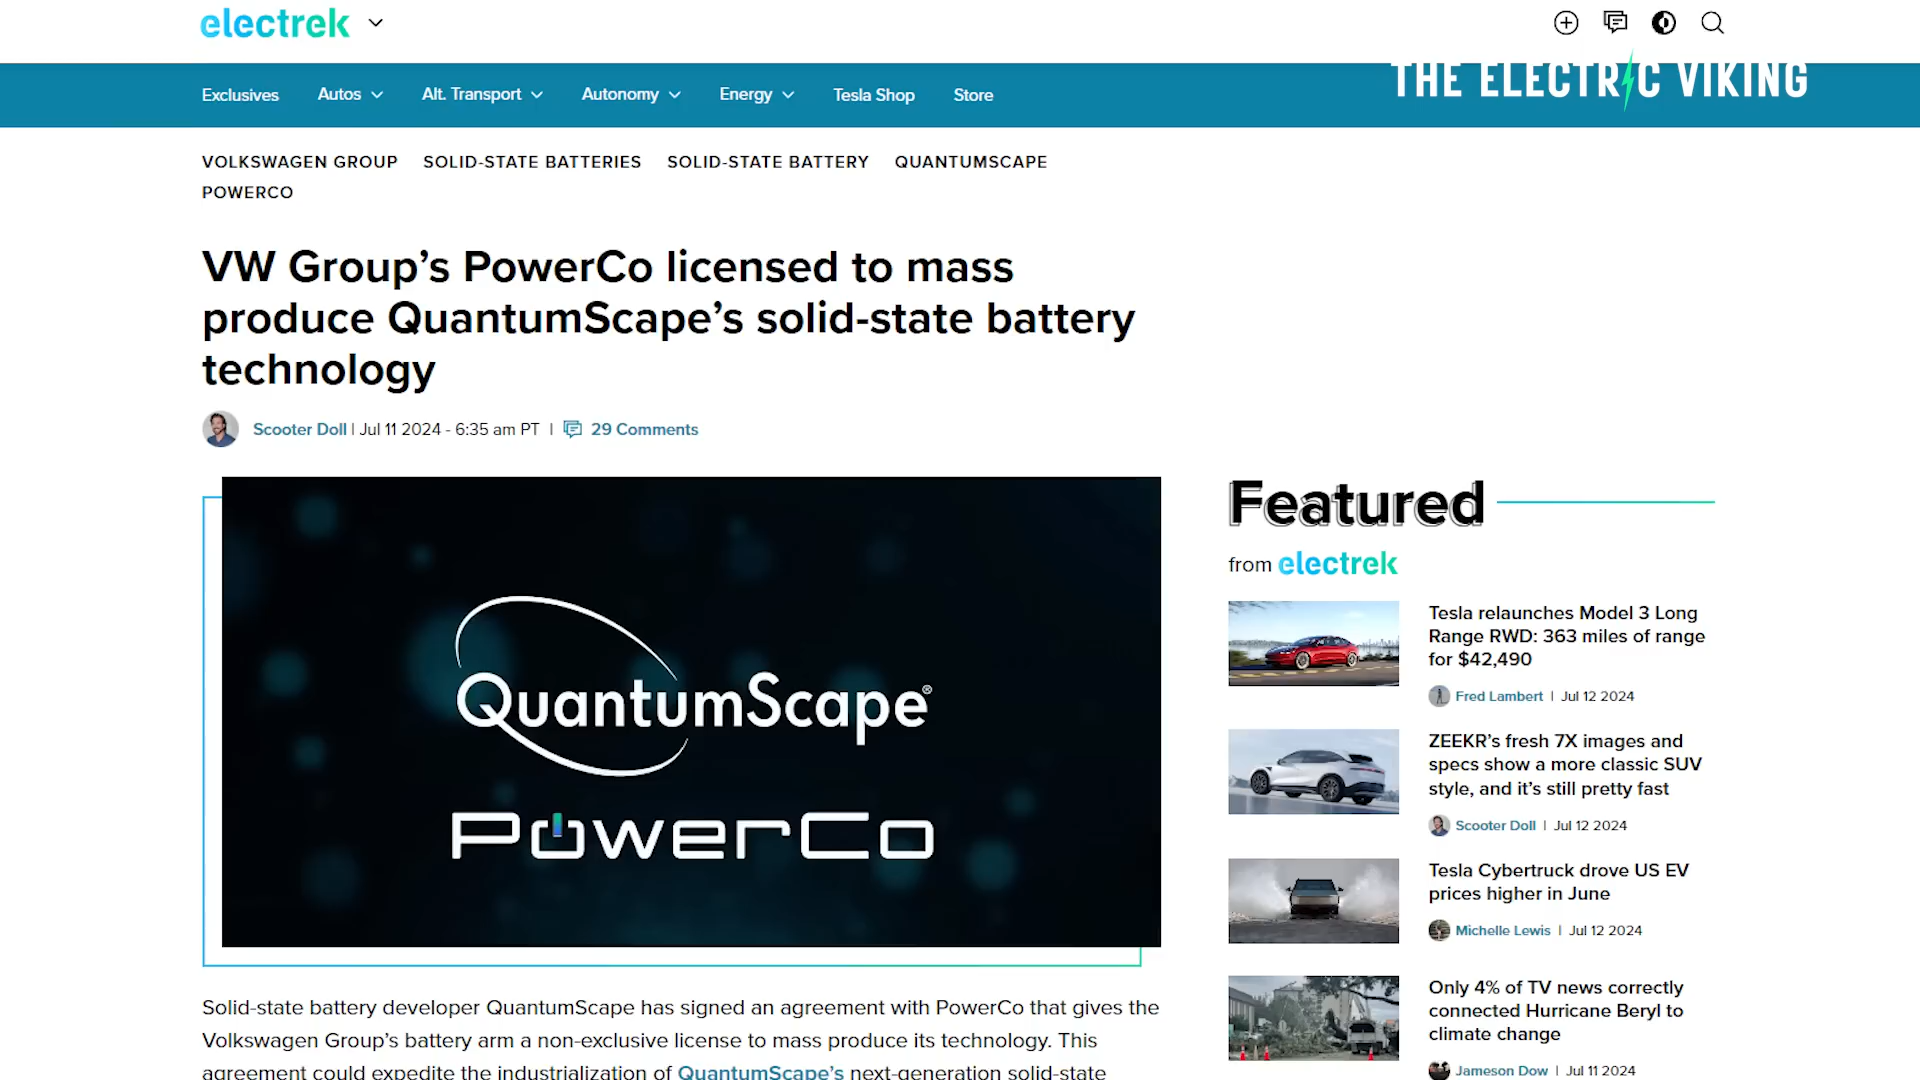 electrek
THE ELECTRIC VIKING
Exclusives Autos Alt. Transport Autonomy Energy Tesla Shop Store
VOLKSWAGEN GROUP SOLID-STATE BATTERIES SOLID-STATE BATTERY QUANTUMSCAPE
POWERCO
VW Group’s PowerCo licensed to mass
produce QuantumScape’s solid-state battery
technology
Scooter Doll | Jul 11 2024 - 6:35 am PT | 29 Comments
QuantumScape®
PowerCo
Solid-state battery developer QuantumScape has signed an agreement with PowerCo that gives the
Volkswagen Group’s battery arm a non-exclusive license to mass produce its technology. This
agreement could expedite the industrialization of QuantumScape’s next-generation solid-state
Featured
from electrek
Tesla relaunches Model 3 Long
Range RWD: 363 miles of range
for $42,490
Fred Lambert | Jul 12 2024
ZEEKR’s fresh 7X images and
specs show a more classic SUV
style, and it’s still pretty fast
Scooter Doll | Jul 12 2024
Tesla Cybertruck drove US EV
prices higher in June
Michelle Lewis | Jul 12 2024
Only 4% of TV news correctly
connected Hurricane Beryl to
climate change
Jameson Dow | Jul 11 2024